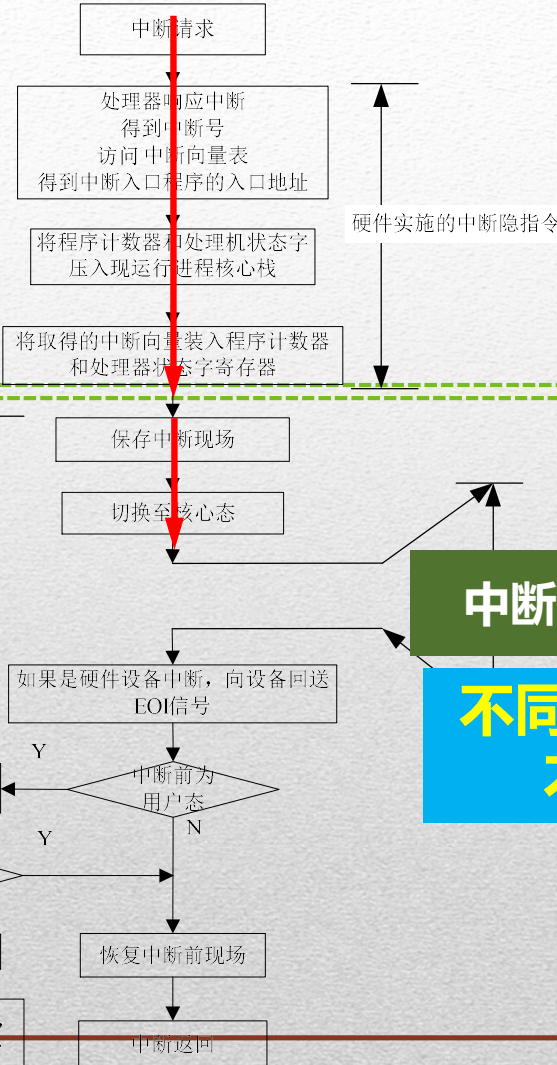 中断请求
处理器响应中断
得到中断号
访问中断向量表
得到中断入口程序的入口地址
硬件实施的中断隐指令
将程序计数器和处理机状态字
压入现运行进程核心栈
将取得的中断向量装入程序计数器
和处理器状态字寄存器
保存中断现场
切换至核心态
中断
如果是硬件设备中断，向设备回送
EOI信号
不同
Y
中断前为
用户态
N
Y
恢复中断前现场
中断返回